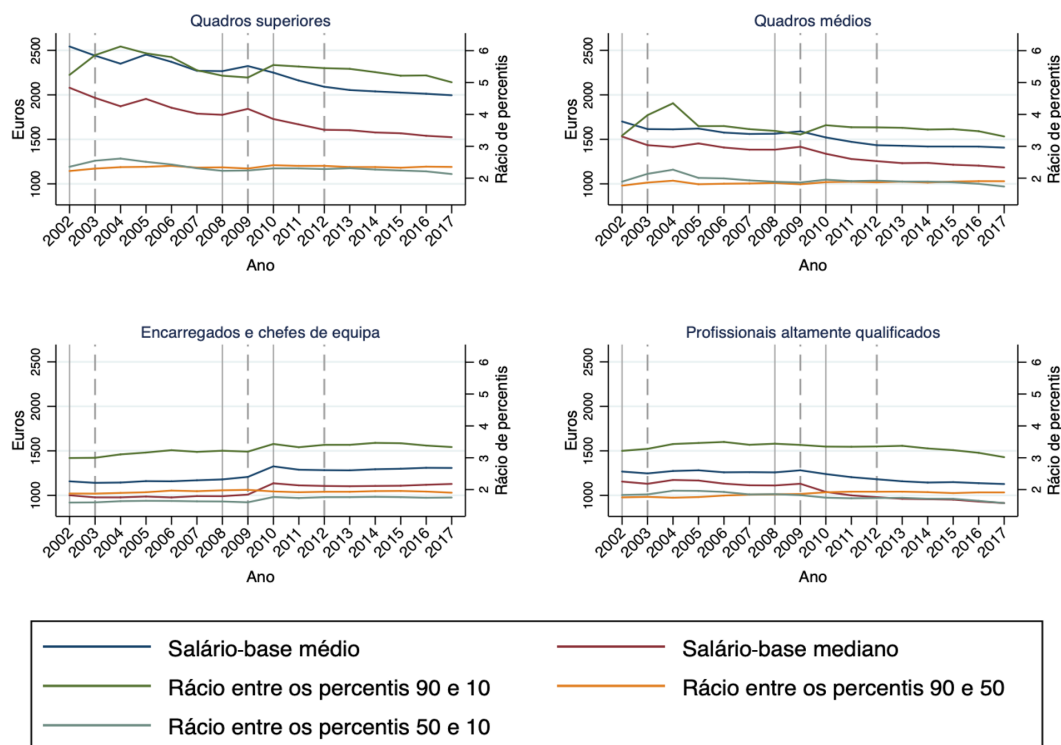 Quadros superiores
Euros
2500
2000
1500
1000
6
5
4
3
2
Rácio de percentis
2002 2003 2004 2005 2006 2007 2008 2009 2010 2011 2012 2013 2014 2015 2016 2017
Ano
Quadros médios
Euros
2500
2000
1500
1000
6
5
4
3
2
Rácio de percentis
2002 2003 2004 2005 2006 2007 2008 2009 2010 2011 2012 2013 2014 2015 2016 2017
Ano
Encarregados e chefes de equipa
Euros
2500
2000
1500
1000
6
5
4
3
2
Rácio de percentis
2002 2003 2004 2005 2006 2007 2008 2009 2010 2011 2012 2013 2014 2015 2016 2017
Ano
Profissionais altamente qualificados
Euros
2500
2000
1500
1000
6
5
4
3
2
Rácio de percentis
2002 2003 2004 2005 2006 2007 2008 2009 2010 2011 2012 2013 2014 2015 2016 2017
Ano
Salário-base médio
Salário-base mediano
Rácio entre os percentis 90 e 10
Rácio entre os percentis 90 e 50
Rácio entre os percentis 50 e 10